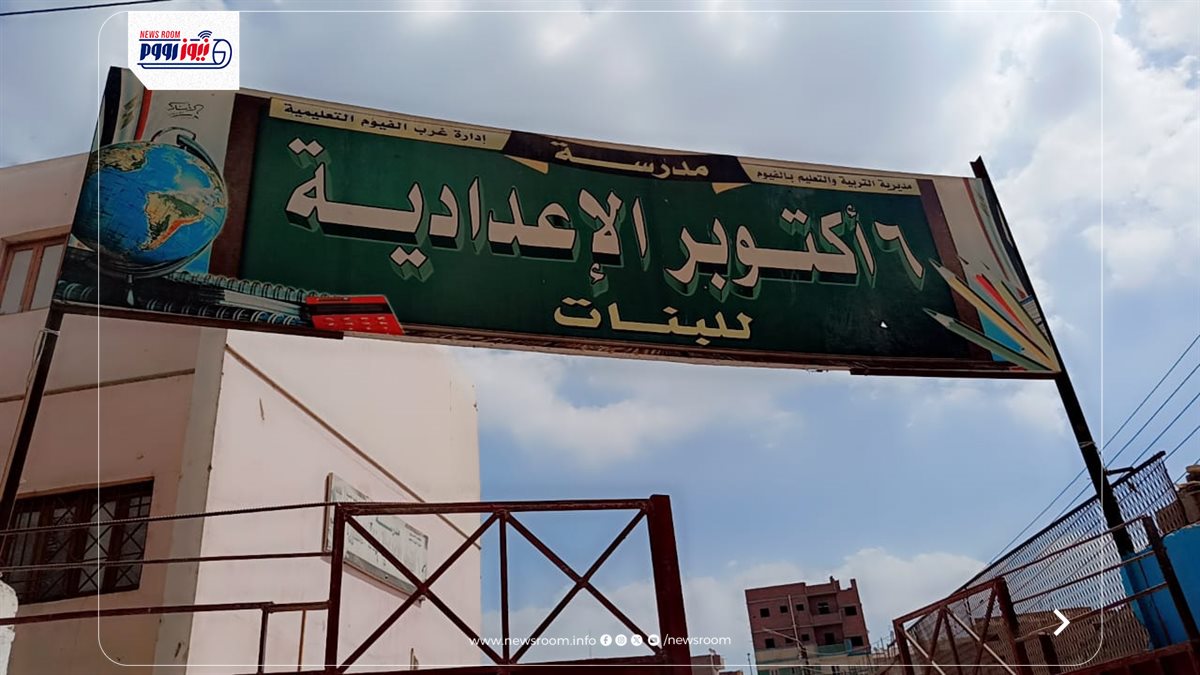 NEWS ROOM
نيوز رووم
مديرية التربية والتعليم بالفيوم
مدرسة
إدارة غرب الفيوم التعليمية
٦ أكتوبر الإعدادية
للبنات
www.newsroom.info
/newsroom